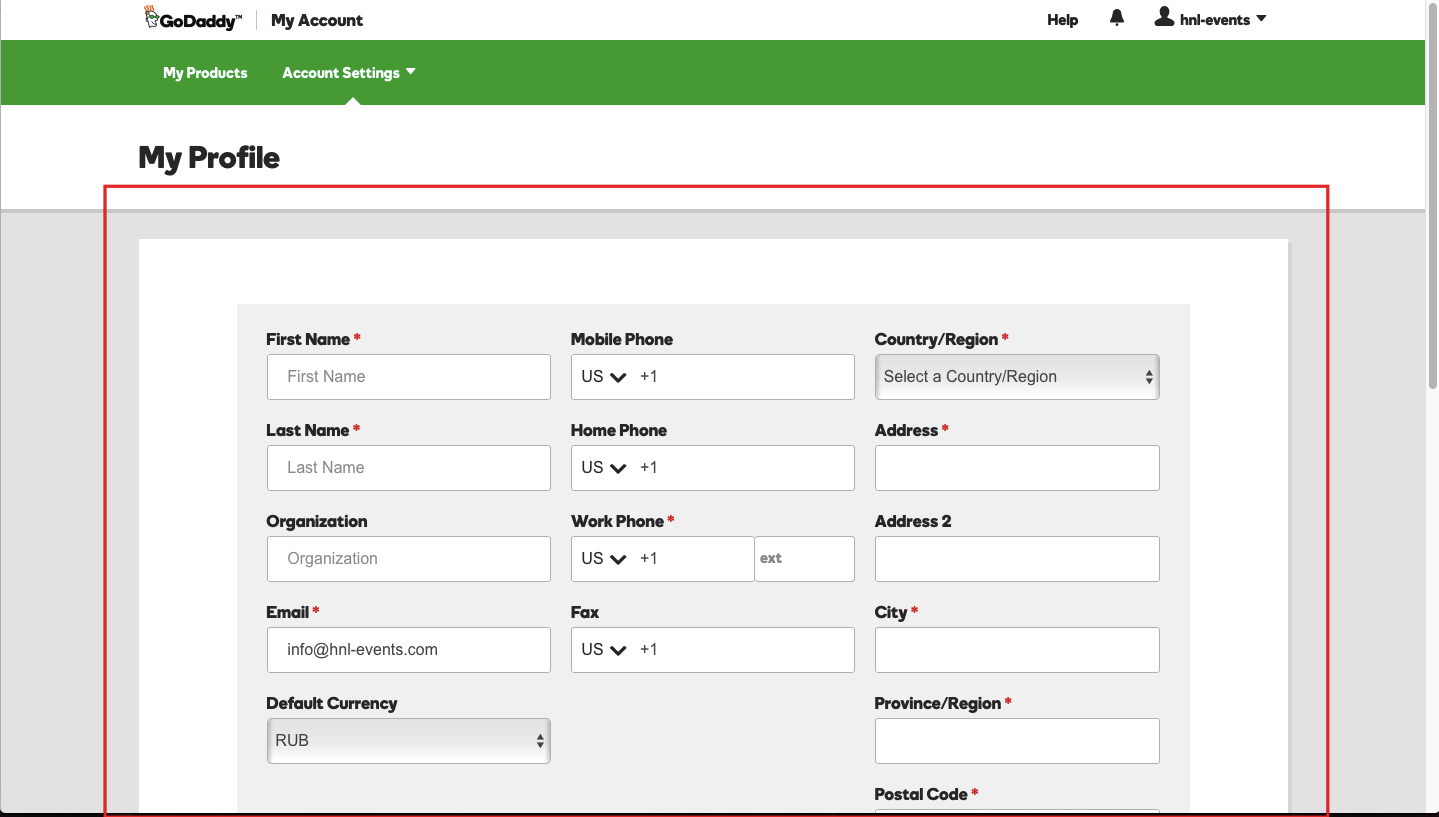 GoDaddy™ My Account Help hnl-events
My Products Account Settings
My Profile
First Name * Mobile Phone Country/Region *
First Name US +1 Select a Country/Region
Last Name * Home Phone Address *
Last Name US +1
Organization Work Phone * Address 2
Organization US +1 ext
Email * Fax City *
info@hnl-events.com US +1
Default Currency Province/Region *
RUB
Postal Code *